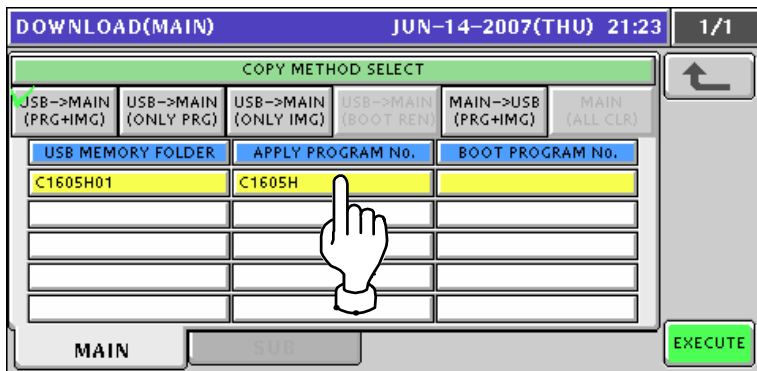 DOWNLOAD(MAIN) JUN-14-2007(THU) 21:23 1/1
COPY METHOD SELECT
USB->MAIN (PRG+IMG)
USB->MAIN (ONLY PRG)
USB->MAIN (ONLY IMG)
USB->MAIN (BOOT REN)
MAIN->USB (PRG+IMG)
MAIN (ALL CLR)
USB MEMORY FOLDER APPLY PROGRAM No. BOOT PROGRAM No.
C1605H01 C1605H
MAIN SUB EXECUTE